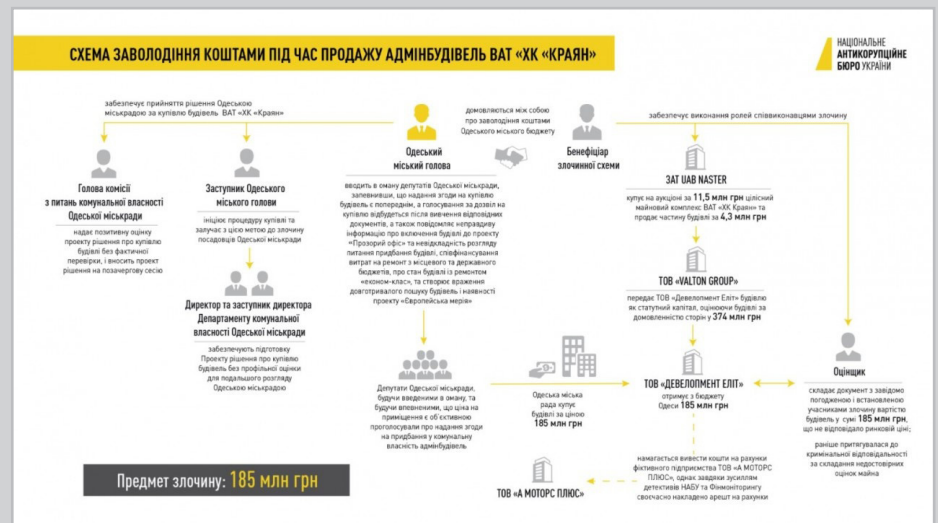 СХЕМА ЗАВОЛОДІННЯ КОШТАМИ ПІД ЧАС ПРОДАЖУ АДМІНБУДІВЕЛЬ ВАТ «ХК «КРАЯН»
НАЦІОНАЛЬНЕ
АНТИКОРУПЦІЙНЕ
БЮРО УКРАЇНИ
забезпечує прийняття рішення Одеською
міськрадою за купівлю будівель ВАТ «ХК «Краян»
домовляються між собою
про заволодіння коштами
Одеського міського бюджету
забезпечує виконання ролей співвиконавцями злочину
Голова комісії
з питань комунальної власності
Одеської міськради
надає позитивну оцінку
проекту рішення про купівлю
будівлі без фактичної
перевірки, і вносить проект
рішення на позачергову сесію
Заступник Одеського
міського голови
ініціює процедуру купівлі та
залучає з цією метою до злочину
посадовців Одеської міськради
Директор та заступник директора
Департаменту комунальної
власності Одеської міськради
забезпечують підготовку
Проекту рішення про купівлю
будівель без профільної оцінки
для подальшого розгляду
Одеською міськрадою
Одеський
міський голова
вводить в оману депутатів Одеської міськради,
запевнивши, що надання згоди на купівлю
будівель є попереднім, а голосування за дозвіл на
купівлю відбудеться після вивчення відповідних
документів, а також повідомляє неправдиву
інформацію про включення будівлі до проекту
«Прозорий офіс» та невідкладність розгляду
питання придбання будівлі, співфінансування
витрат на ремонт з місцевого та державного
бюджетів, про стан будівлі із ремонтом
«економ-клас», та створює враження
довготривалого пошуку будівель і наявності
проекту «Європейська мерія»
Депутати Одеської міськради,
будучи введеними в оману, та
будучи впевненими, що ціна на
приміщення є об'єктивною
проголосували про надання згоди
на придбання у комунальну
власність адмінбудівель
Бенефіціар
злочинної схеми
Одеська міська
рада купує
будівлі за ціною
185 млн грн
ЗАТ UAB NASTER
купує на аукціоні за 11,5 млн грн цілісний
майновий комплекс ВАТ «ХК Краян» та
продає частину будівлі за 4,3 млн грн
ТОВ «VALTON GROUP»
передає ТОВ «Девелопмент Еліт» будівлю
як статутний капітал, оцінюючи будівлі за
домовленістю сторін у 374 млн грн
ТОВ «ДЕВЕЛОПМЕНТ ЕЛІТ»
отримує з бюджету
Одеси 185 млн грн
Оцінщик
складає документ з завідомо
погодженою і встановленою
учасниками злочину вартістю
будівель у сумі 185 млн грн,
що не відповідало ринковій ціні;
раніше притягувалася до
кримінальної відповідальності
за складання недостовірних
оцінок майна
намагається вивести кошти на рахунки
фіктивного підприємства ТОВ «А МОТОРС
ПЛЮС», однак завдяки зусиллям
детективів НАБУ та Фінмоніторингу
своєчасно накладено арешт на рахунки
ТОВ «А МОТОРС ПЛЮС»
Предмет злочину: 185 млн грн